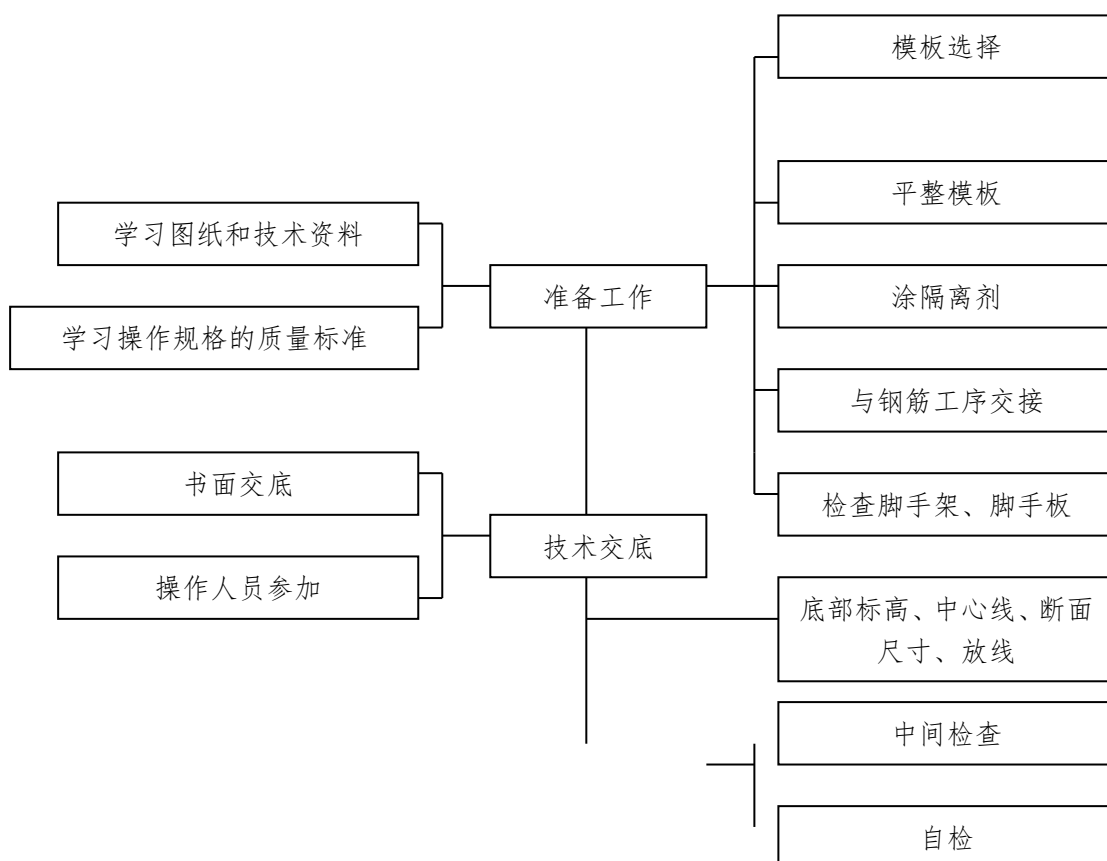 模板选择
平整模板
学习图纸和技术资料
准备工作
涂隔离剂
学习操作规格的质量标准
与钢筋工序交接
书面交底
检查脚手架、脚手板
技术交底
操作人员参加
底部标高、中心线、断面
尺寸、放线
中间检查
自检